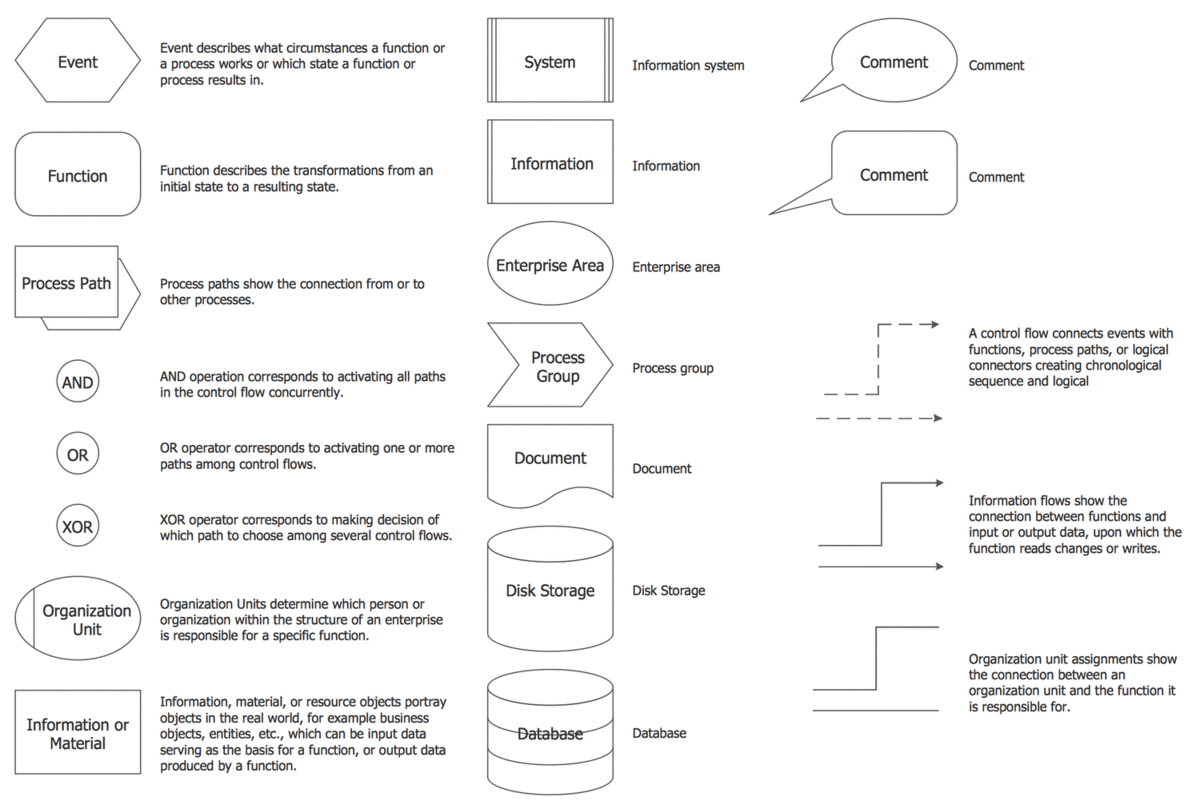 Event
Event describes what circumstances a function or
a process works or which state a function or
process results in.
Function
Function describes the transformations from an
initial state to a resulting state.
Process Path
Process paths show the connection from or to
other processes.
AND
AND operation corresponds to activating all paths
in the control flow concurrently.
OR
OR operator corresponds to activating one or more
paths among control flows.
XOR
XOR operator corresponds to making decision of
which path to choose among several control flows.
Organization
Unit
Organization Units determine which person or
organization within the structure of an enterprise
is responsible for a specific function.
Information or
Material
Information, material, or resource objects portray
objects in the real world, for example business
objects, entities, etc., which can be input data
serving as the basis for a function, or output data
produced by a function.
System
Information system
Information
Information
Enterprise Area
Enterprise area
Process
Group
Process group
Document
Document
Disk Storage
Disk Storage
Database
Database
Comment
Comment
Comment
Comment
A control flow connects events with
functions, process paths, or logical
connectors creating chronological
sequence and logical
Information flows show the
connection between functions and
input or output data, upon which the
function reads changes or writes.
Organization unit assignments show
the connection between an
organization unit and the function it
is responsible for.